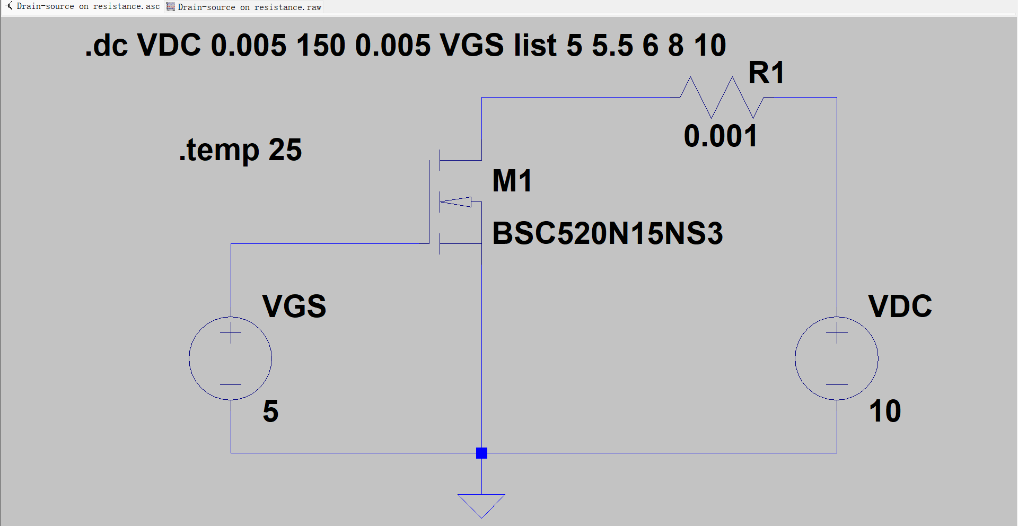 Drain-source on resistance.asc Drain-source on resistance.raw
.dc VDC 0.005 150 0.005 VGS list 5 5.5 6 8 10
R1
0.001
.temp 25
M1
BSC520N15NS3
VGS
VDC
5
10